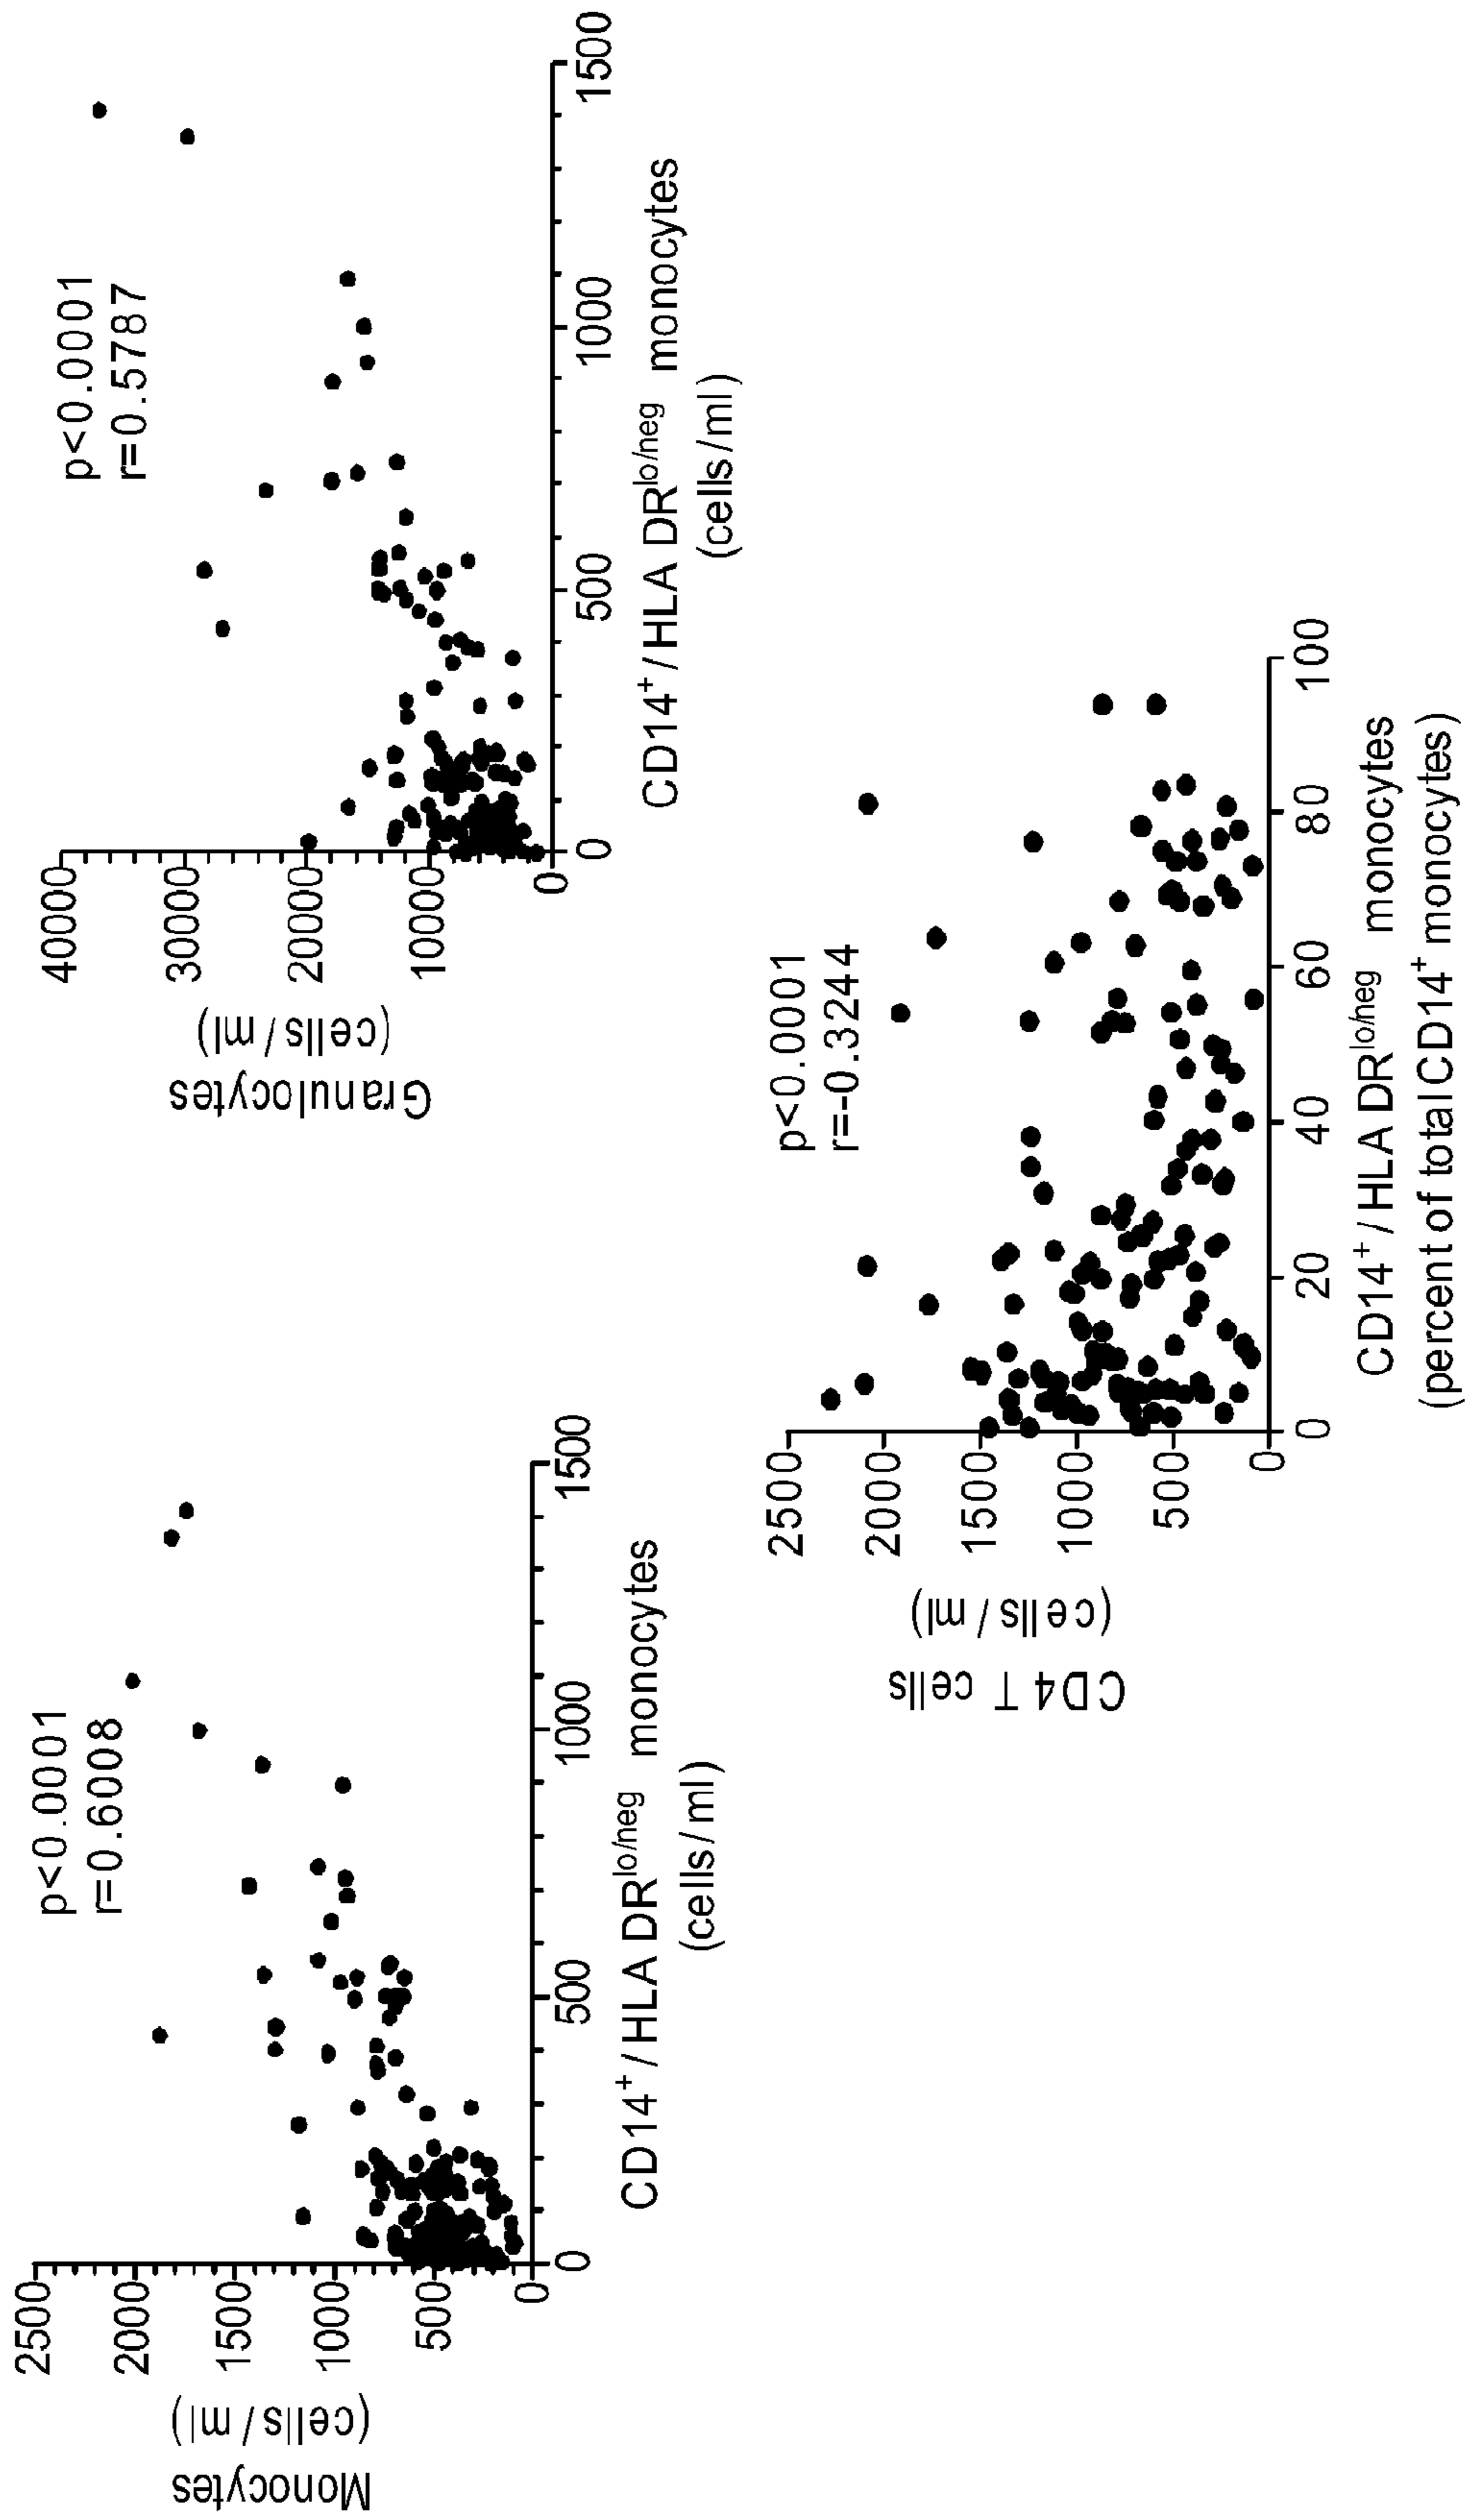 p<0.0001
r=0.6008
2500
2000
1500
1000
500
0
Monocytes
(cells/ml)
0
500
1000
1500
CD14+/HLA DRlo/neg monocytes
(cells/ml)
p<0.0001
r=0.5787
40000
30000
20000
10000
0
Granulocytes
(cells/ml)
0
500
1000
1500
CD14+/HLA DRlo/neg monocytes
(cells/ml)
p<0.0001
r=-0.3244
2500
2000
1500
1000
500
0
CD4 T cells
(cells/ml)
0
20
40
60
80
100
CD14+/HLA DRlo/neg monocytes
(percent of total CD14+ monocytes)